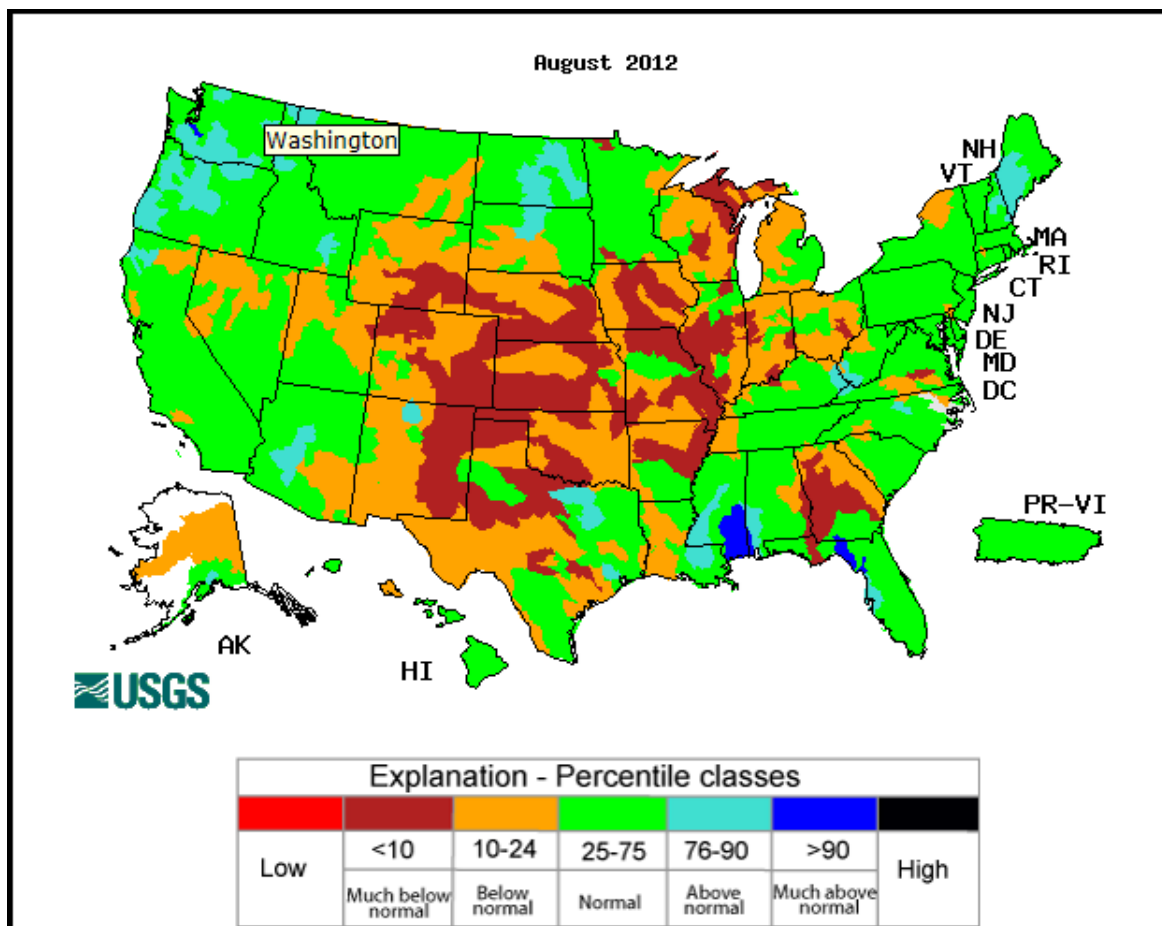 August 2012
Washington
NH
VT
MA
RI
CT
NJ
DE
MD
DC
PR-VI
AK
HI
USGS
Explanation - Percentile classes
Low <10 10-24 25-75 76-90 >90 High
Much below normal Below normal Normal Above normal Much above normal